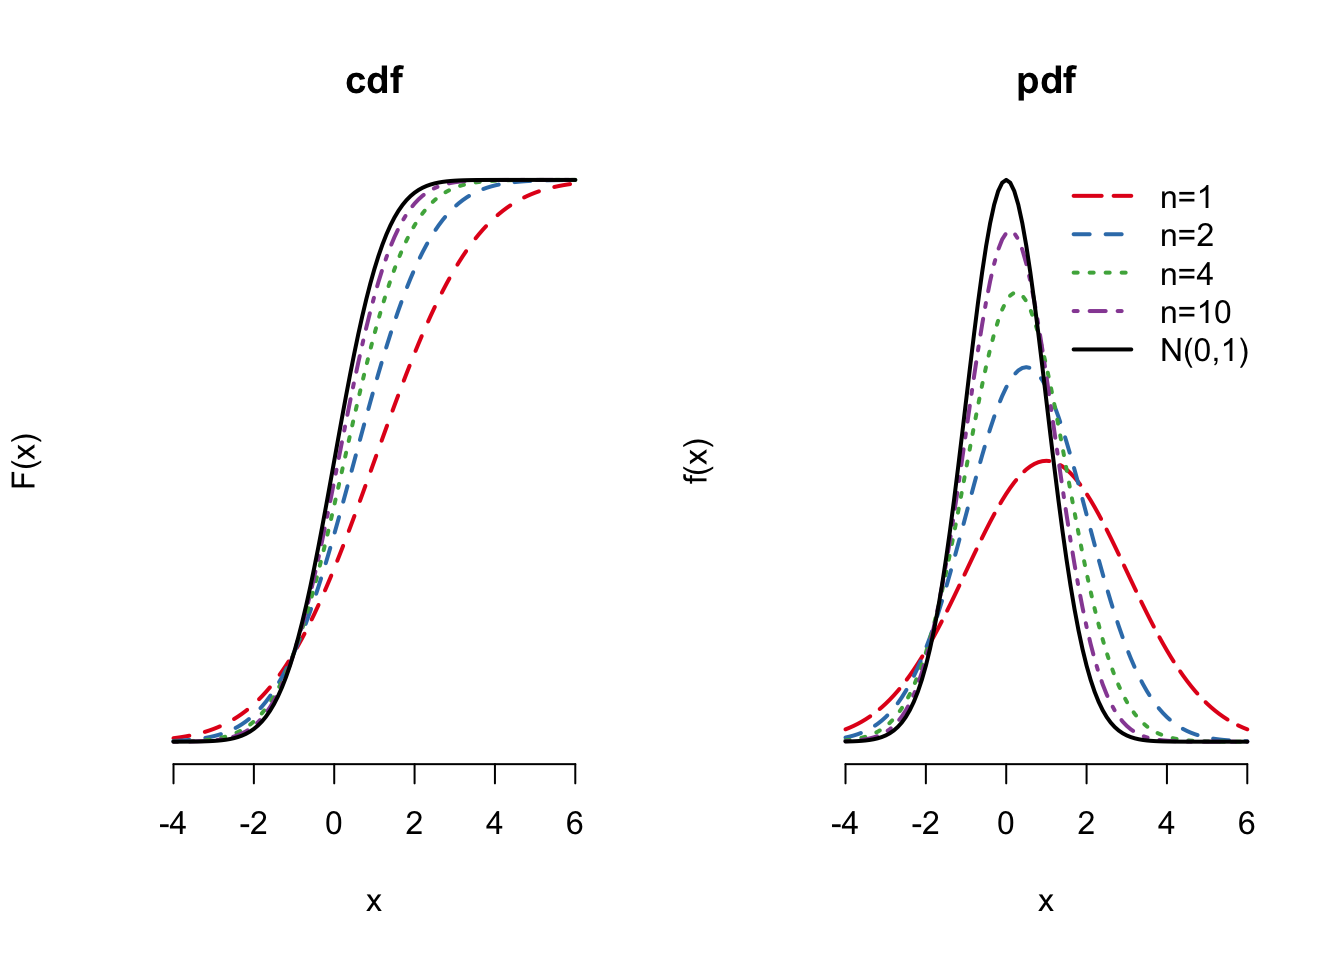 cdf
F(x)
-4 -2 0 2 4 6
x
pdf
f(x)
n=1
n=2
n=4
n=10
N(0,1)
-4 -2 0 2 4 6
x